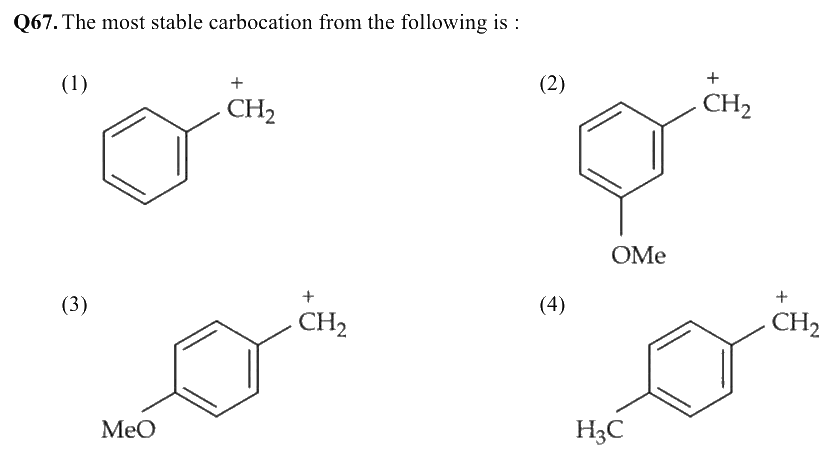 Q67. The most stable carbocation from the following is :
(1)
+
CH2
(2)
+
CH2
OMe
(3)
+
CH2
MeO
(4)
+
CH2
H3C